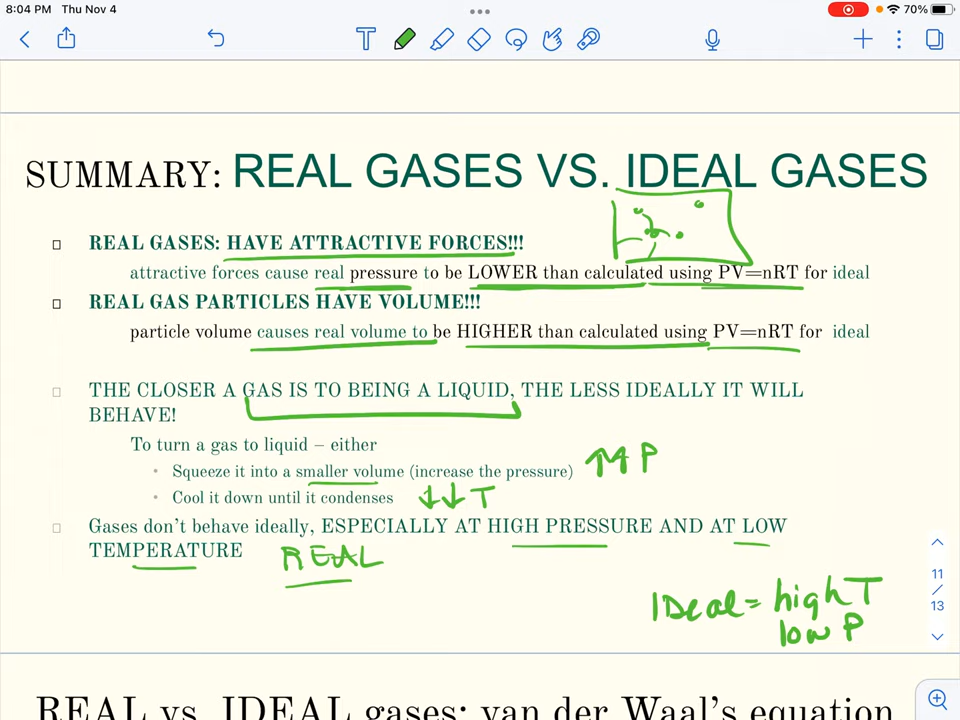 8:04 PM Thu Nov 4
70%
SUMMARY: REAL GASES VS. IDEAL GASES
REAL GASES: HAVE ATTRACTIVE FORCES!!!
attractive forces cause real pressure to be LOWER than calculated using PV=nRT for ideal
REAL GAS PARTICLES HAVE VOLUME!!!
particle volume causes real volume to be HIGHER than calculated using PV=nRT for ideal
THE CLOSER A GAS IS TO BEING A LIQUID, THE LESS IDEALLY IT WILL
BEHAVE!
To turn a gas to liquid – either
• Squeeze it into a smaller volume (increase the pressure) ↑↑ P
• Cool it down until it condenses ↓↓ T
Gases don't behave ideally, ESPECIALLY AT HIGH PRESSURE AND AT LOW
TEMPERATURE REAL
IDeal = high T
low P
11
/
13
REAL vs. IDEAL gases: van der Waal's equation